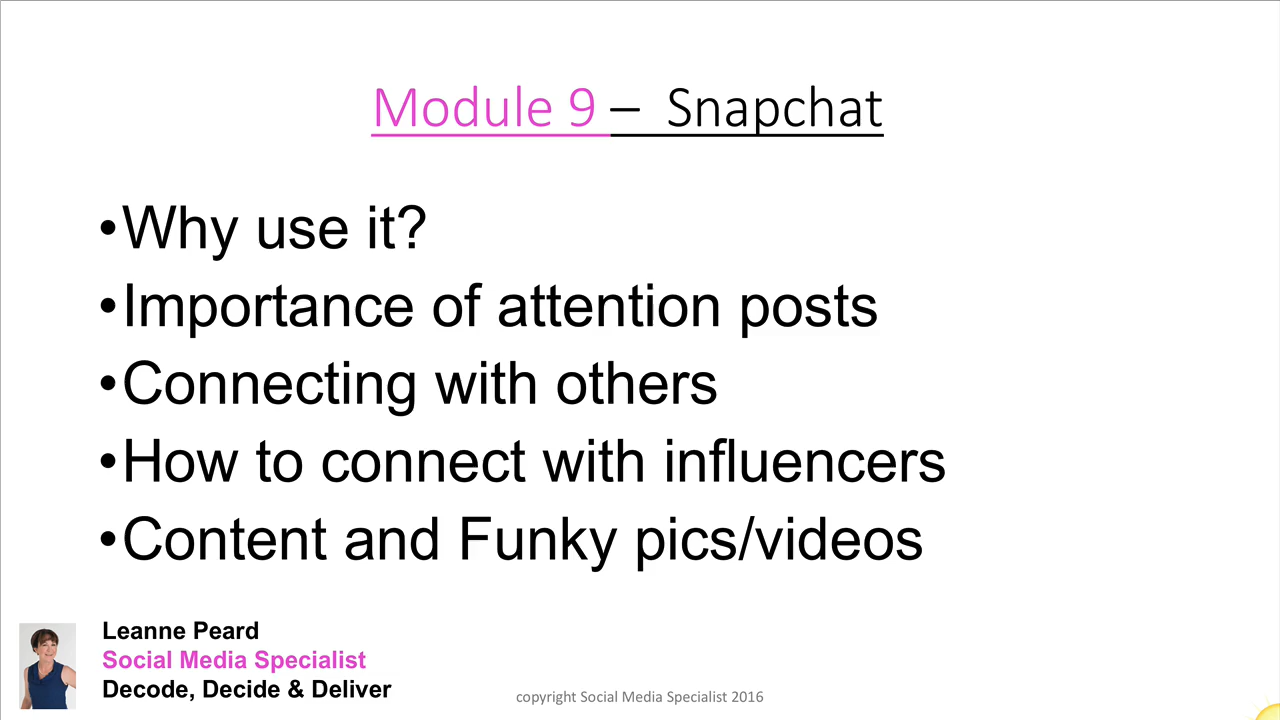 Module 9 – Snapchat
•Why use it?
•Importance of attention posts
•Connecting with others
•How to connect with influencers
•Content and Funky pics/videos
Leanne Peard
Social Media Specialist
Decode, Decide & Deliver
copyright Social Media Specialist 2016